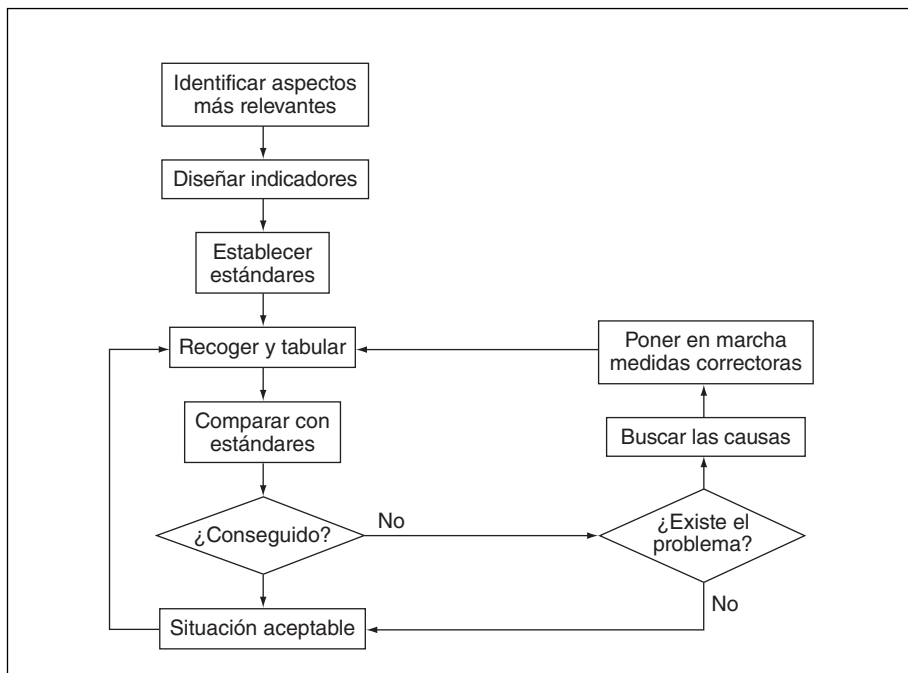 Identificar aspectos
más relevantes
Diseñar indicadores
Establecer
estándares
Recoger y tabular
Poner en marcha
medidas correctoras
Comparar con
estándares
Buscar las causas
¿Conseguido?
No
¿Existe el
problema?
No
Situación aceptable